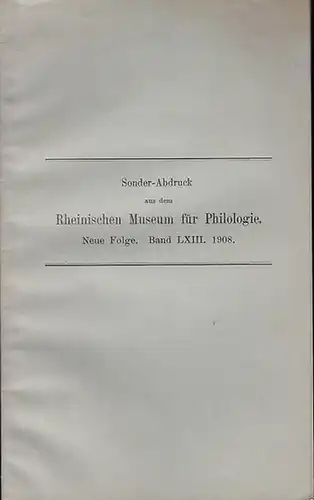 Sonder-Abdruck
aus dem
Rheinischen Museum für Philologie.
Neue Folge. Band LXIII. 1908.